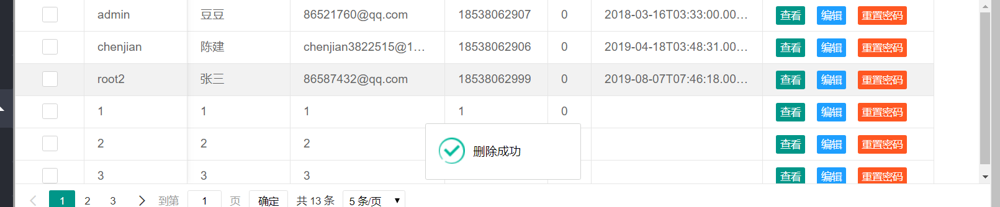 admin 豆豆 86521760@qq.com 18538062907 0 2018-03-16T03:33:00.00… 查看 编辑 重置密码
chenjian 陈建 chenjian3822515@1… 18538062906 0 2019-04-18T03:48:31.00… 查看 编辑 重置密码
root2 张三 86587432@qq.com 18538062999 0 2019-08-07T07:46:18.00… 查看 编辑 重置密码
1 1 1 1 0 查看 编辑 重置密码
2 2 2 查看 编辑 重置密码
删除成功
3 3 3 查看 编辑 重置密码
1 2 3 到第 1 页 确定 共 13 条 5 条/页